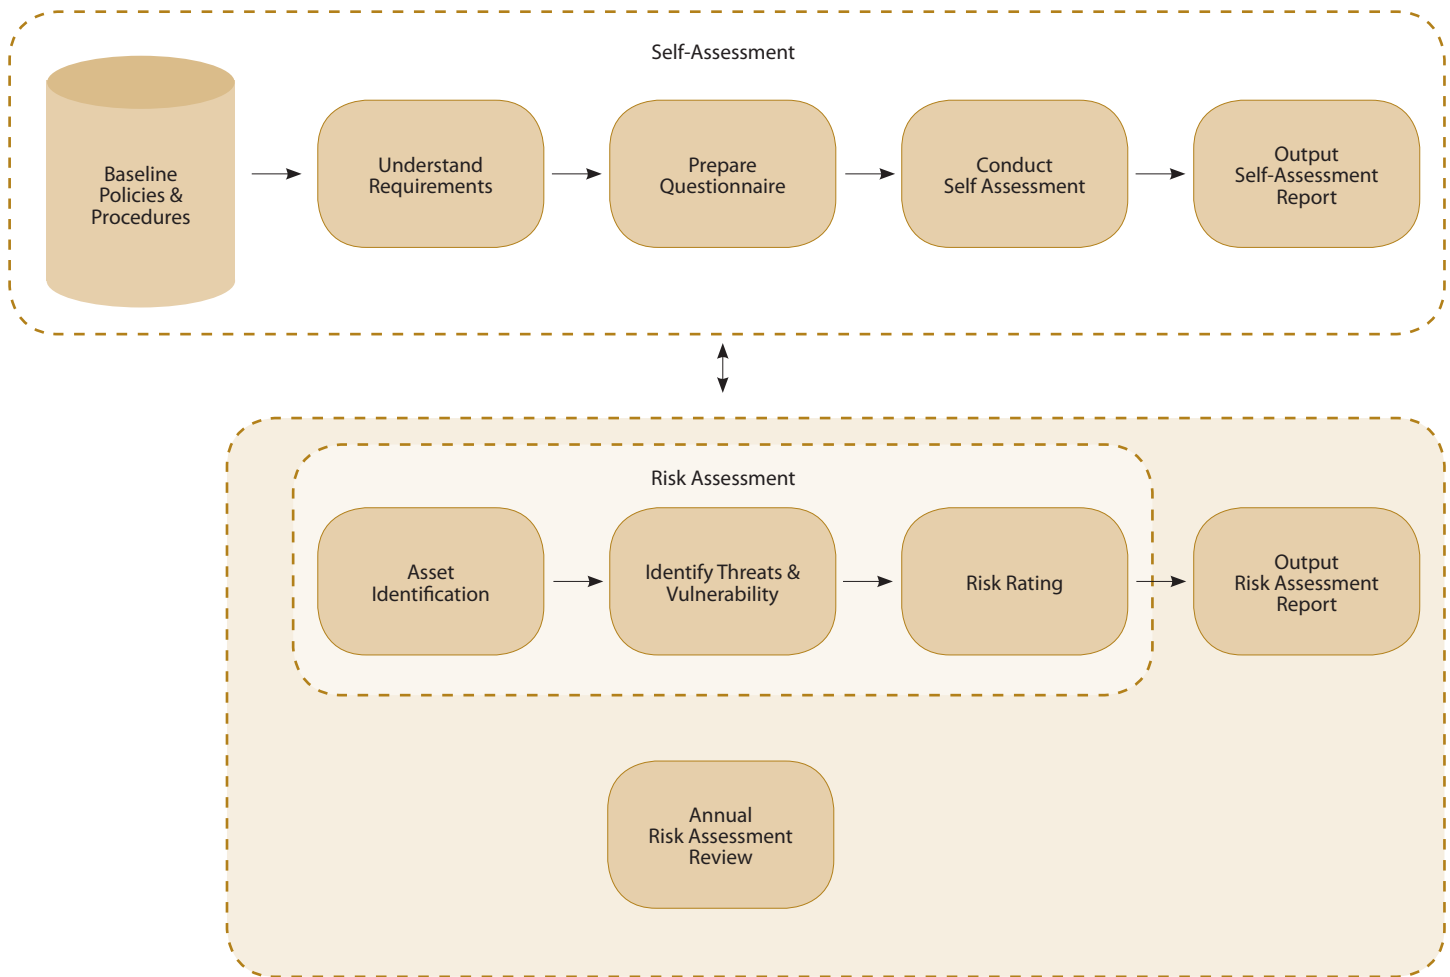 Self-Assessment
Baseline
Policies &
Procedures
Understand
Requirements
Prepare
Questionnaire
Conduct
Self Assessment
Output
Self-Assessment
Report
Risk Assessment
Asset
Identification
Identify Threats &
Vulnerability
Risk Rating
Output
Risk Assessment
Report
Annual
Risk Assessment
Review